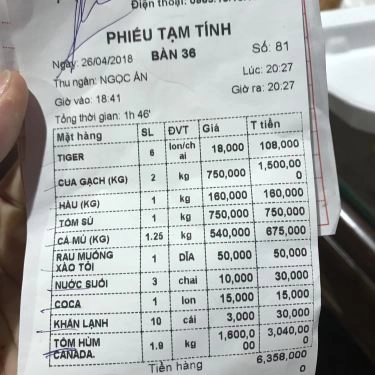 Điện thoại:
PHIẾU TẠM TÍNH
BÀN 36
Số: 81
Ngày: 26/04/2018
Thu ngân: NGỌC ÂN
Lúc: 20:27
Giờ vào: 18:41
Giờ ra: 20:27
Tổng thời gian: 1h 46'
Mặt hàng SL ĐVT Giá T tiền
TIGER 6 lon/ch ai 18,000 108,000
CUA GẠCH (KG) 2 kg 750,000 1,500,00 0
HÀU (KG) 1 kg 160,000 160,000
TÔM SÚ 1 kg 750,000 750,000
CÁ MÚ (KG) 1.25 kg 540,000 675,000
RAU MUỐNG XÀO TỎI 1 DĨA 50,000 50,000
NƯỚC SUỐI 3 chai 10,000 30,000
COCA 1 lon 15,000 15,000
KHĂN LẠNH 10 cái 3,000 30,000
TÔM HÙM CANADA. 1.9 kg 1,600,0 00 3,040,00 0
Tiền hàng 6,358,000 0